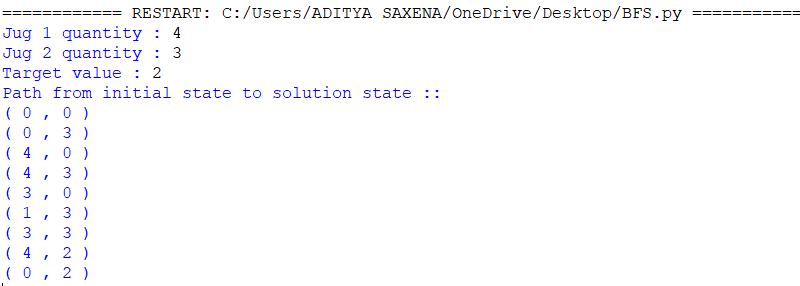 ============ RESTART: C:/Users/ADITYA SAXENA/OneDrive/Desktop/BFS.py ===========
Jug 1 quantity : 4
Jug 2 quantity : 3
Target value : 2
Path from initial state to solution state ::
( 0 , 0 )
( 0 , 3 )
( 4 , 0 )
( 4 , 3 )
( 3 , 0 )
( 1 , 3 )
( 3 , 3 )
( 4 , 2 )
( 0 , 2 )